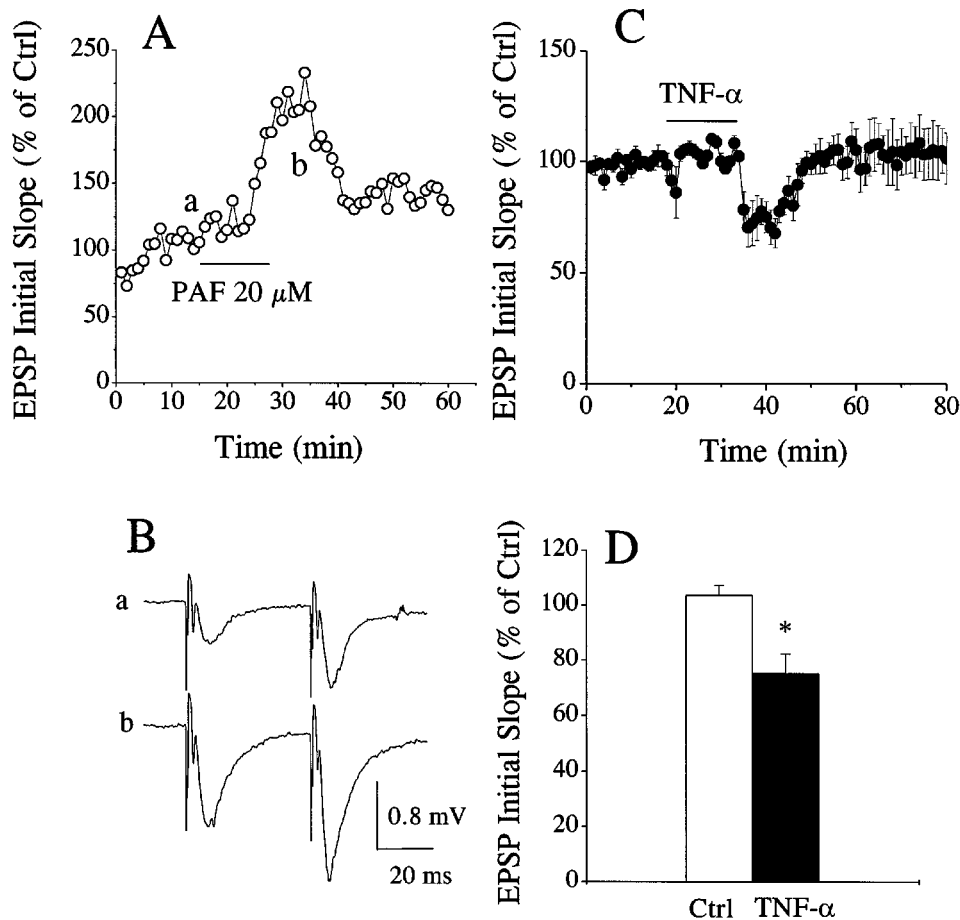 A
EPSP Initial Slope (% of Ctrl)
250
200
150
100
50
0
a
b
PAF 20 µM
0 10 20 30 40 50 60
Time (min)
C
EPSP Initial Slope (% of Ctrl)
150
100
50
0
TNF-α
0 20 40 60 80
Time (min)
B
a
b
0.8 mV
20 ms
D
EPSP Initial Slope (% of Ctrl)
120
100
80
60
40
20
0
*
Ctrl TNF-α